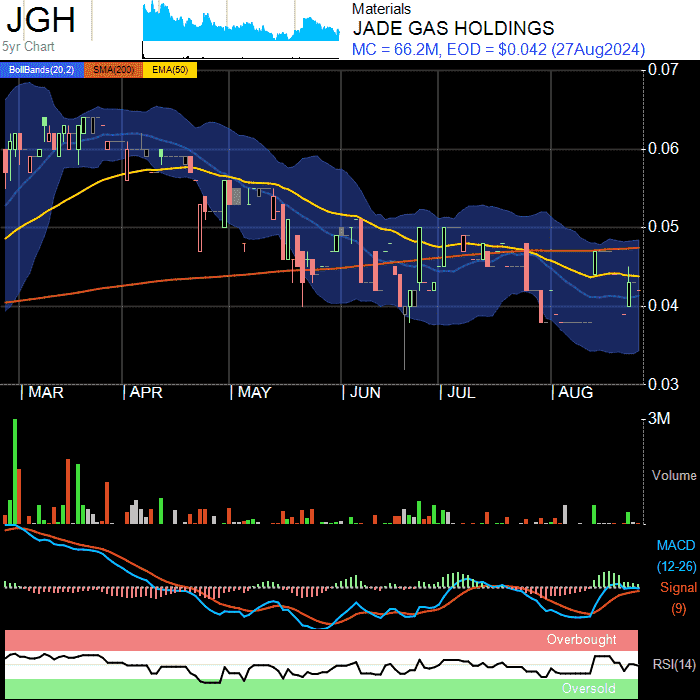 JGH
5yr Chart
Materials
JADE GAS HOLDINGS
MC = 66.2M, EOD = $0.042 (27Aug2024)
BollBands(20,2) SMA(200) EMA(50)
0.07
0.06
0.05
0.04
0.03
| MAR | APR | MAY | JUN | JUL | AUG
3M
Volume
MACD
(12-26)
Signal
(9)
Overbought
RSI(14)
Oversold